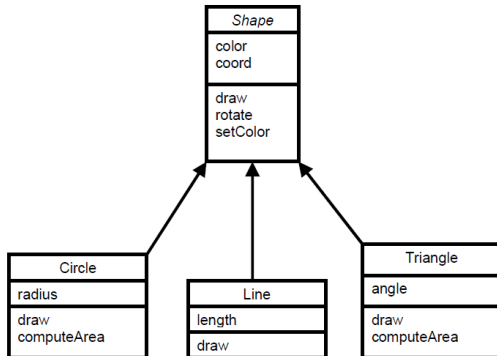 Shape
color
coord
draw
rotate
setColor
Circle
radius
draw
computeArea
Line
length
draw
Triangle
angle
draw
computeArea